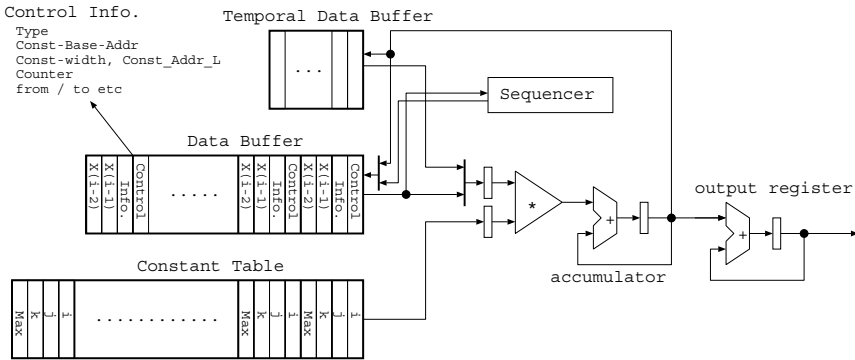 Control Info.
Type
Const-Base-Addr
Const-width, Const_Addr_L
Counter
from / to etc
Temporal Data Buffer
...
Sequencer
Data Buffer
X(i-2)
X(i-1)
Info.
Control
.....
X(i-2)
X(i-1)
Info.
Control
X(i-2)
X(i-1)
Info.
Control
*
+
accumulator
output register
+
Constant Table
Max
k
j
i
............
Max
k
j
i
Max
k
j
i